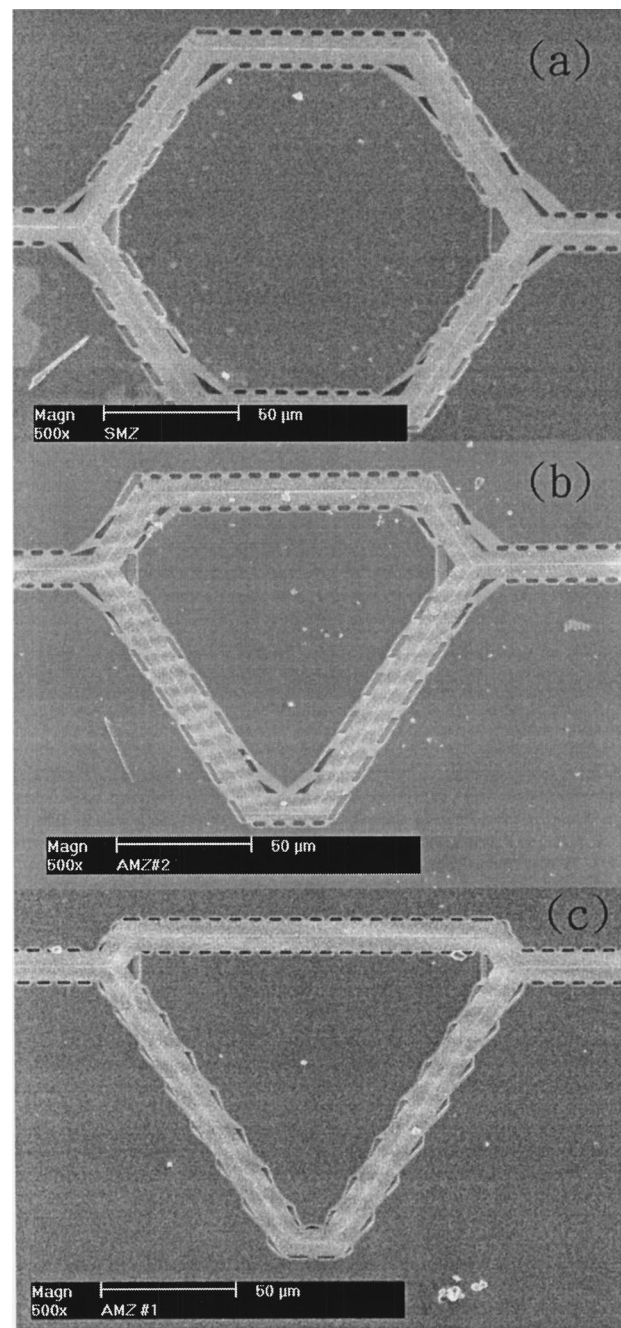 (a)
Magn 50 μm
500x SMZ
(b)
Magn 50 μm
500x AMZ#2
(c)
Magn 50 μm
500x AMZ #1